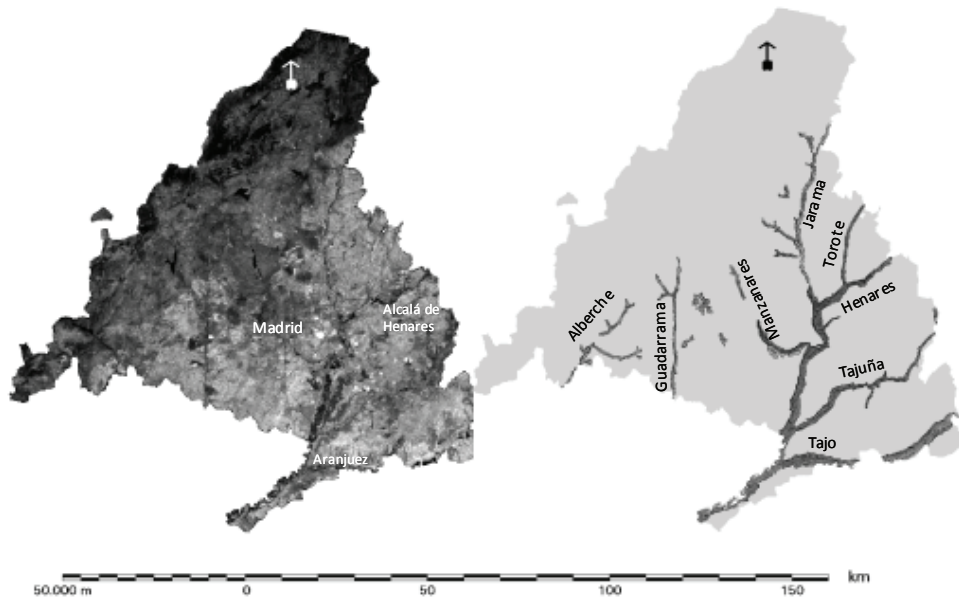 Madrid
Alcalá de
Henares
Aranjuez
Jarama
Torote
Henares
Manzanares
Alberche
Guadarrama
Tajuña
Tajo
50.000 m 0 50 100 150 km